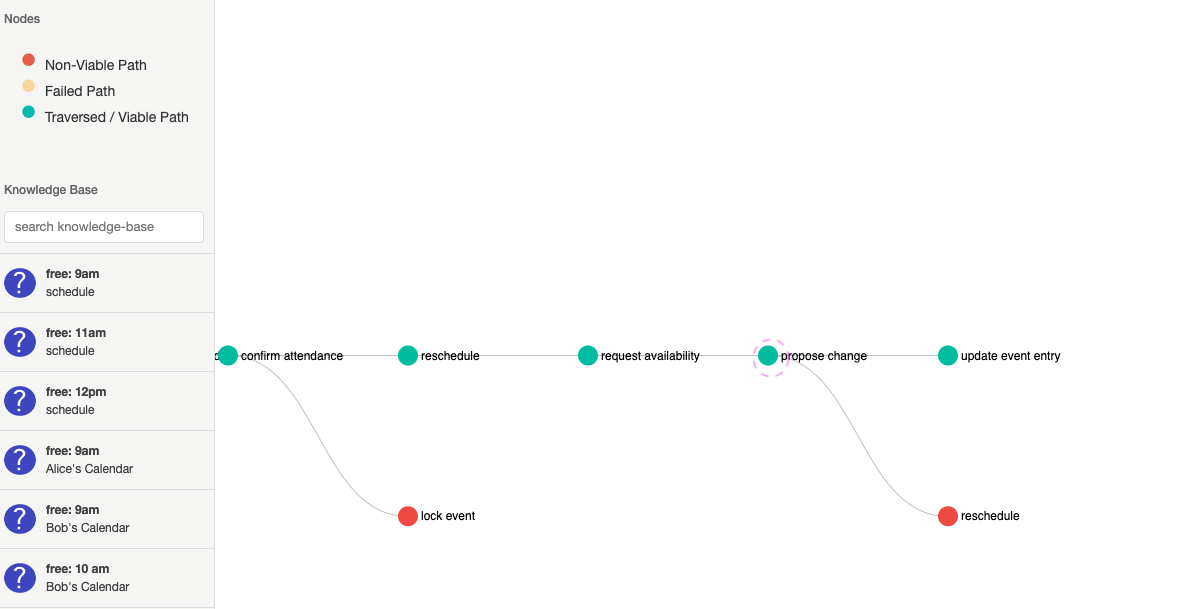 Nodes
Non-Viable Path
Failed Path
Traversed / Viable Path
Knowledge Base
search knowledge-base
?
free: 9am
schedule
?
free: 11am
schedule
?
free: 12pm
schedule
?
free: 9am
Alice's Calendar
?
free: 9am
Bob's Calendar
?
free: 10 am
Bob's Calendar
confirm attendance
reschedule
request availability
propose change
update event entry
lock event
reschedule